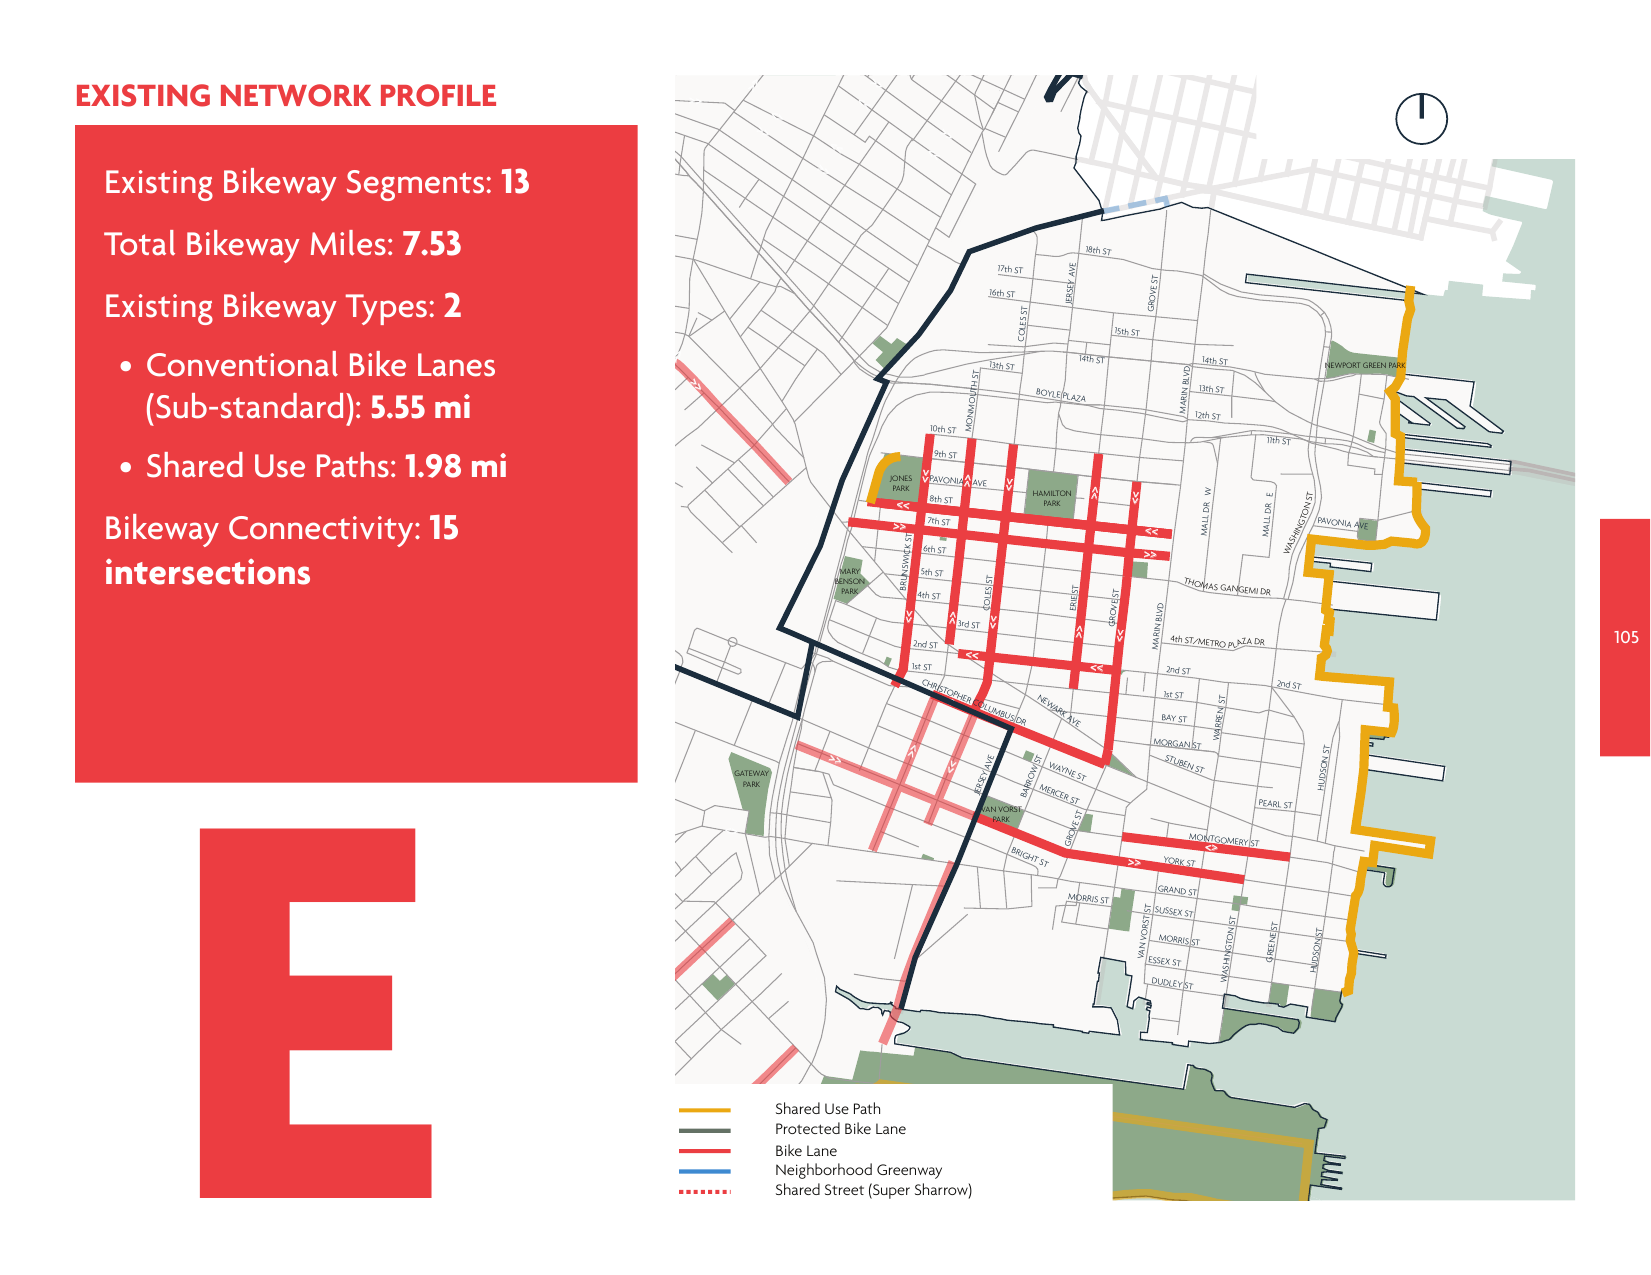 EXISTING NETWORK PROFILE
Existing Bikeway Segments: 13
Total Bikeway Miles: 7.53
Existing Bikeway Types: 2
• Conventional Bike Lanes
(Sub-standard): 5.55 mi
• Shared Use Paths: 1.98 mi
Bikeway Connectivity: 15
intersections
E
105
18th ST
17th ST
JERSEY AVE
GROVE ST
16th ST
COLES ST
15th ST
14th ST
14th ST
13th ST
NEWPORT GREEN PARK
MONMOUTH ST
MARIN BLVD
13th ST
BOYLE PLAZA
12th ST
10th ST
11th ST
9th ST
JONES
PARK
PAVONIA AVE
HAMILTON
PARK
8th ST
MALL DR W
MALL DR E
WASHINGTON ST
PAVONIA AVE
7th ST
6th ST
BRUNSWICK ST
MARY
BENSON
PARK
5th ST
4th ST
COLES ST
ERIE ST
GROVE ST
THOMAS GANGEMI DR
3rd ST
MARIN BLVD
4th ST/METRO PLAZA DR
2nd ST
1st ST
2nd ST
2nd ST
CHRISTOPHER COLUMBUS DR
NEWARK AVE
1st ST
WARREN ST
BAY ST
MORGAN ST
STUBEN ST
HUDSON ST
JERSEY AVE
BARROW ST
WAYNE ST
GATEWAY
PARK
MERCER ST
PEARL ST
VAN VORST
PARK
GROVE ST
MONTGOMERY ST
BRIGHT ST
YORK ST
GRAND ST
MORRIS ST
SUSSEX ST
VAN VORST ST
WASHINGTON ST
GREENE ST
HUDSON ST
MORRIS ST
ESSEX ST
DUDLEY ST
Shared Use Path
Protected Bike Lane
Bike Lane
Neighborhood Greenway
Shared Street (Super Sharrow)